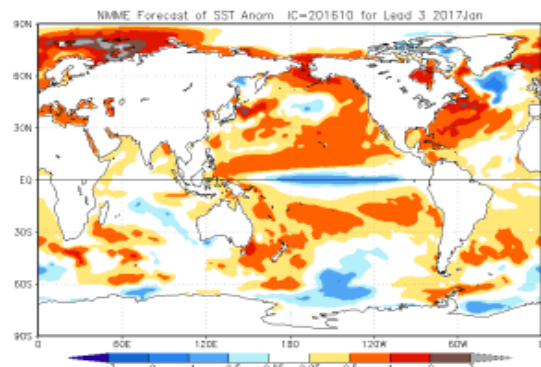 NMME Forecast of SST Anom IC-201610 for Lead 3 2017Jan
90N
60N
30N
EQ
30S
60S
90S
0 60E 120E 180 120W 60W 0